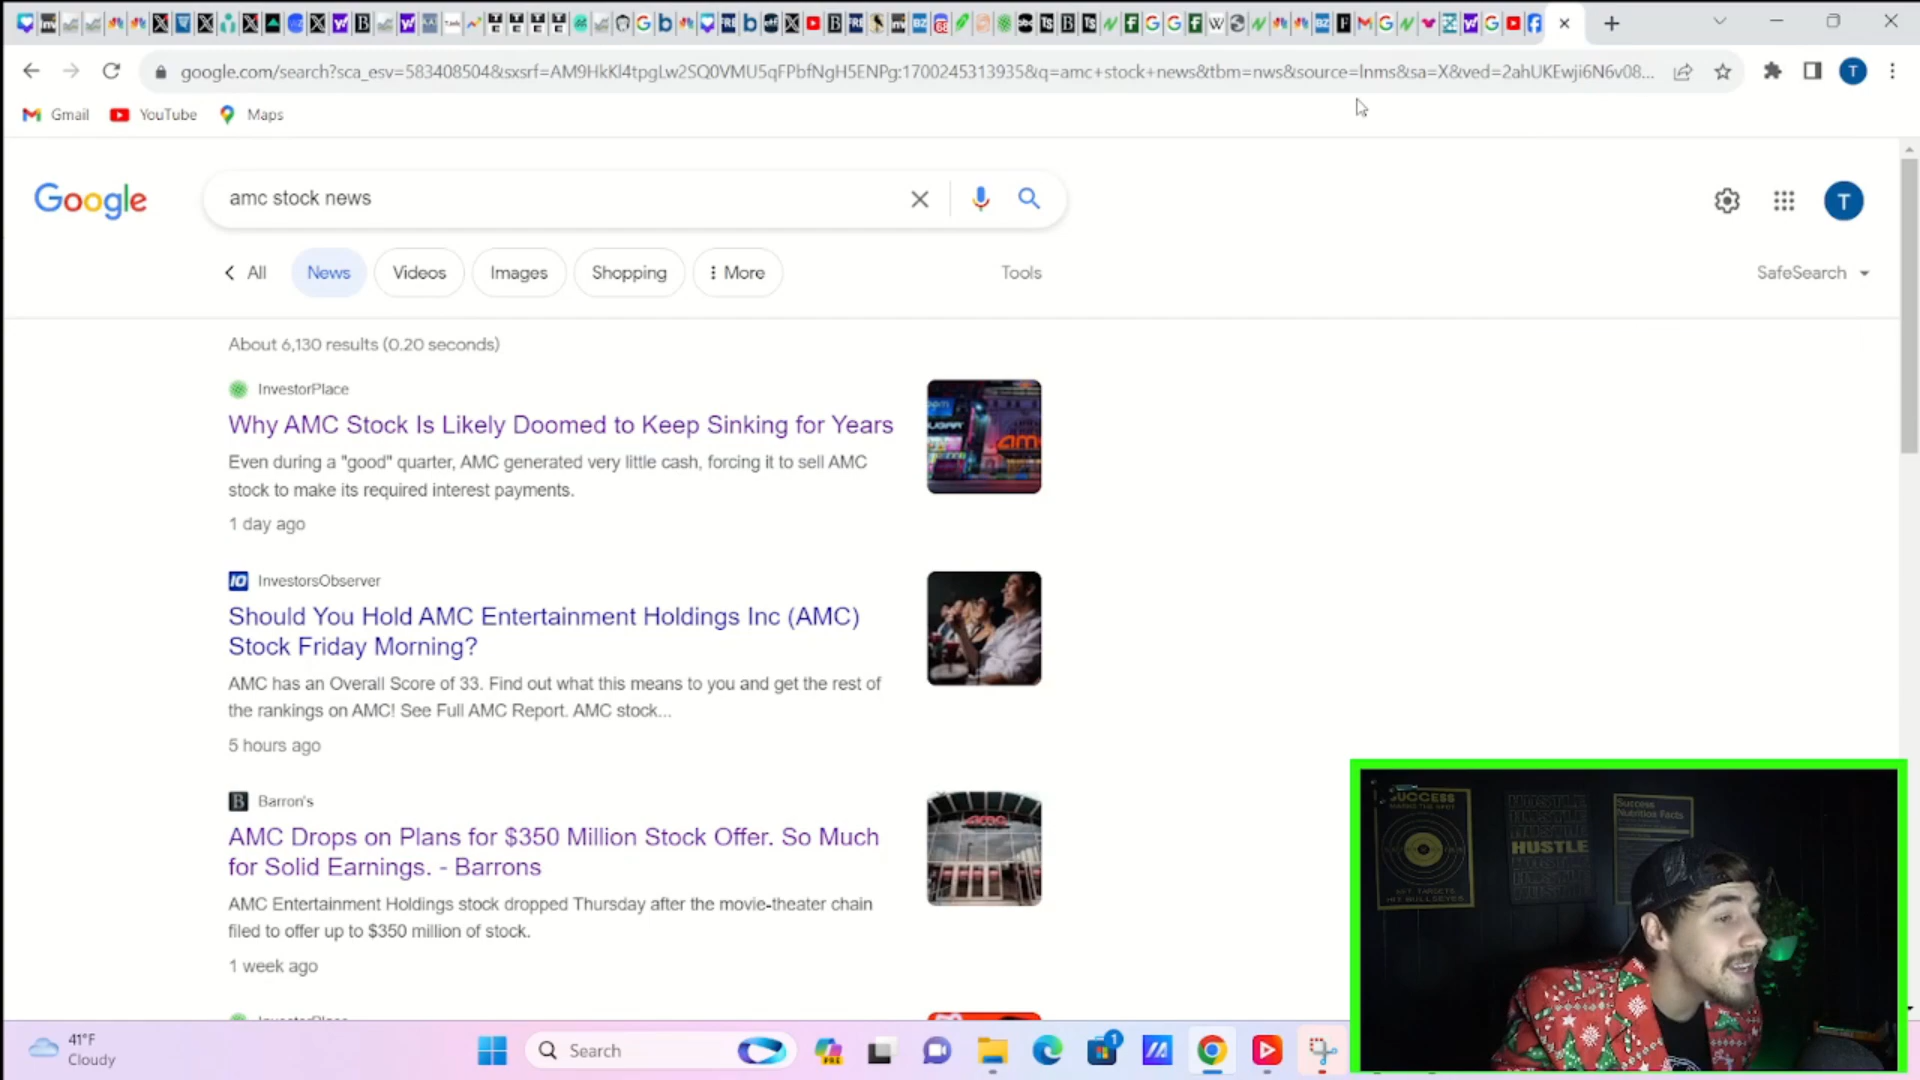 google.com/search?sca_esv=583408504&sxsrf=AM9HkKl4tpgLw2SQ0VMU5qFPbfNgH5ENPg:1700245313935&q=amc+stock+news&tbm=nws&source=lnms&sa=X&ved=2ahUKEwji6N6v08...
T
Gmail YouTube Maps
Google
amc stock news
T
All News Videos Images Shopping More Tools SafeSearch
About 6,130 results (0.20 seconds)
InvestorPlace
Why AMC Stock Is Likely Doomed to Keep Sinking for Years
Even during a "good" quarter, AMC generated very little cash, forcing it to sell AMC
stock to make its required interest payments.
1 day ago
InvestorsObserver
Should You Hold AMC Entertainment Holdings Inc (AMC)
Stock Friday Morning?
AMC has an Overall Score of 33. Find out what this means to you and get the rest of
the rankings on AMC! See Full AMC Report. AMC stock...
5 hours ago
Barron's
AMC Drops on Plans for $350 Million Stock Offer. So Much
for Solid Earnings. - Barrons
AMC Entertainment Holdings stock dropped Thursday after the movie-theater chain
filed to offer up to $350 million of stock.
1 week ago
SUCCESS
HUSTLE
Success
Nutrition Facts
HIT BULLSEYES
41°F
Cloudy
Search
PRE
1